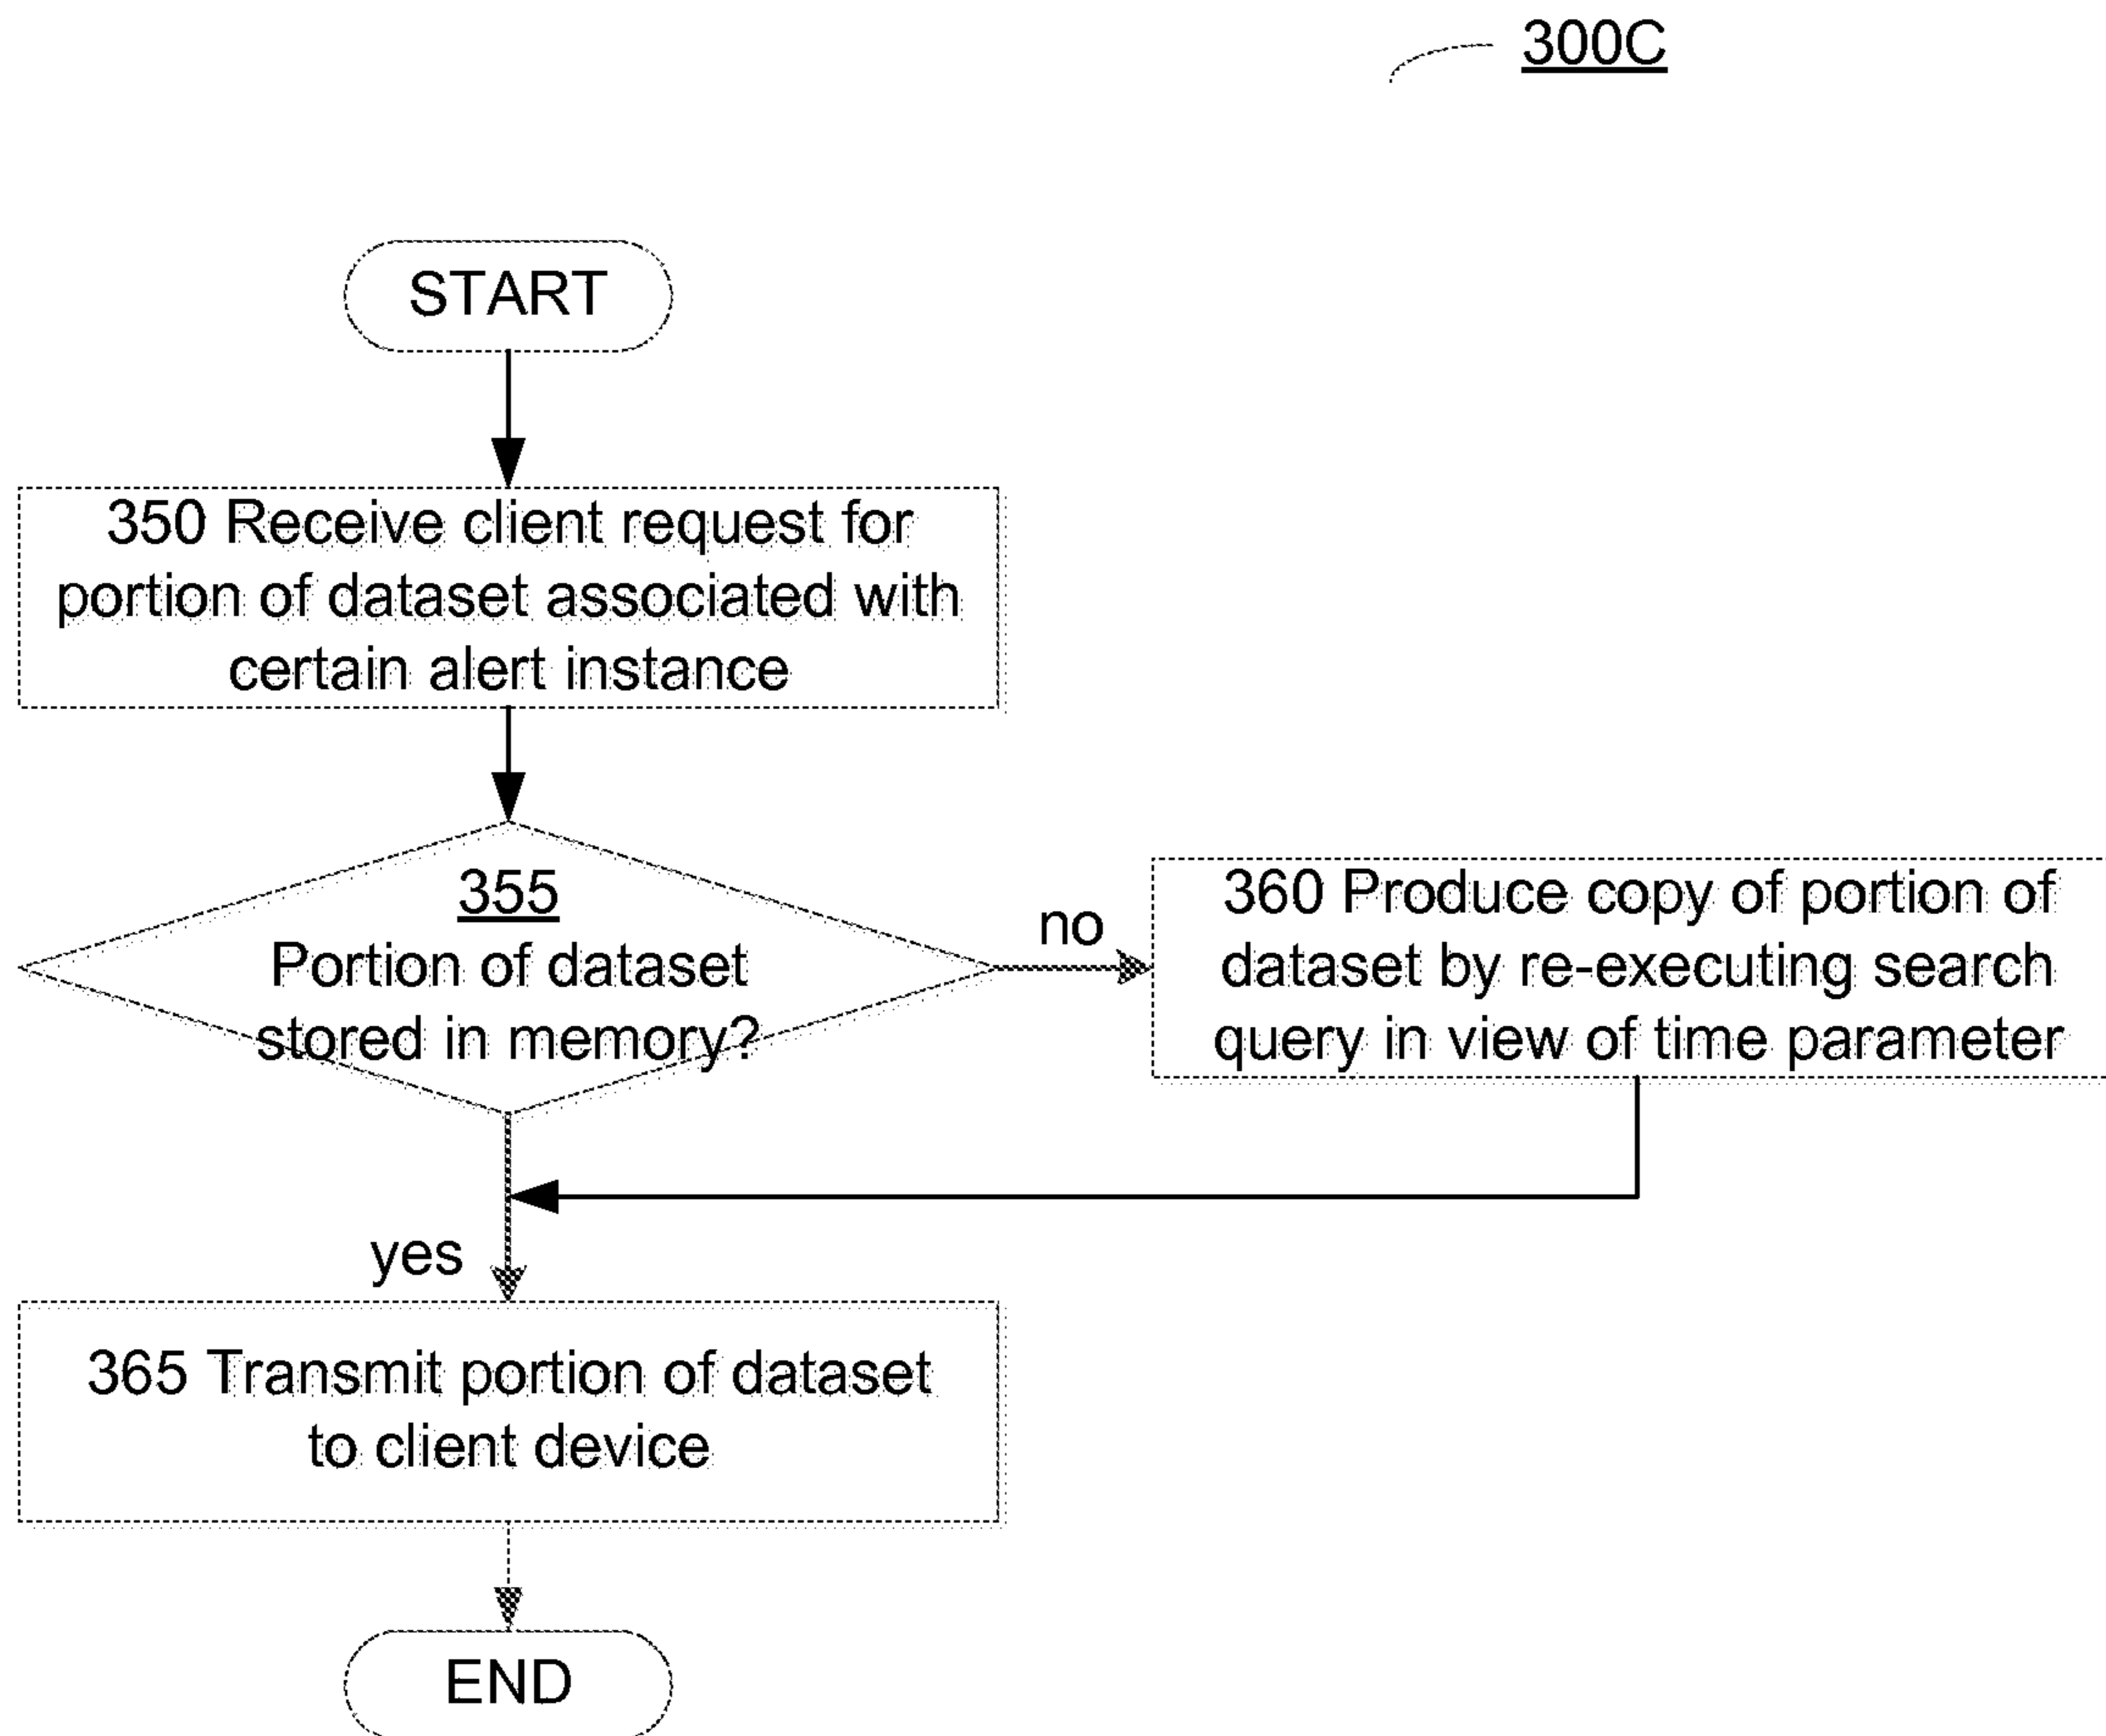 300C
START
350 Receive client request for
portion of dataset associated with
certain alert instance
355
Portion of dataset
stored in memory?
no
360 Produce copy of portion of
dataset by re-executing search
query in view of time parameter
yes
365 Transmit portion of dataset
to client device
END